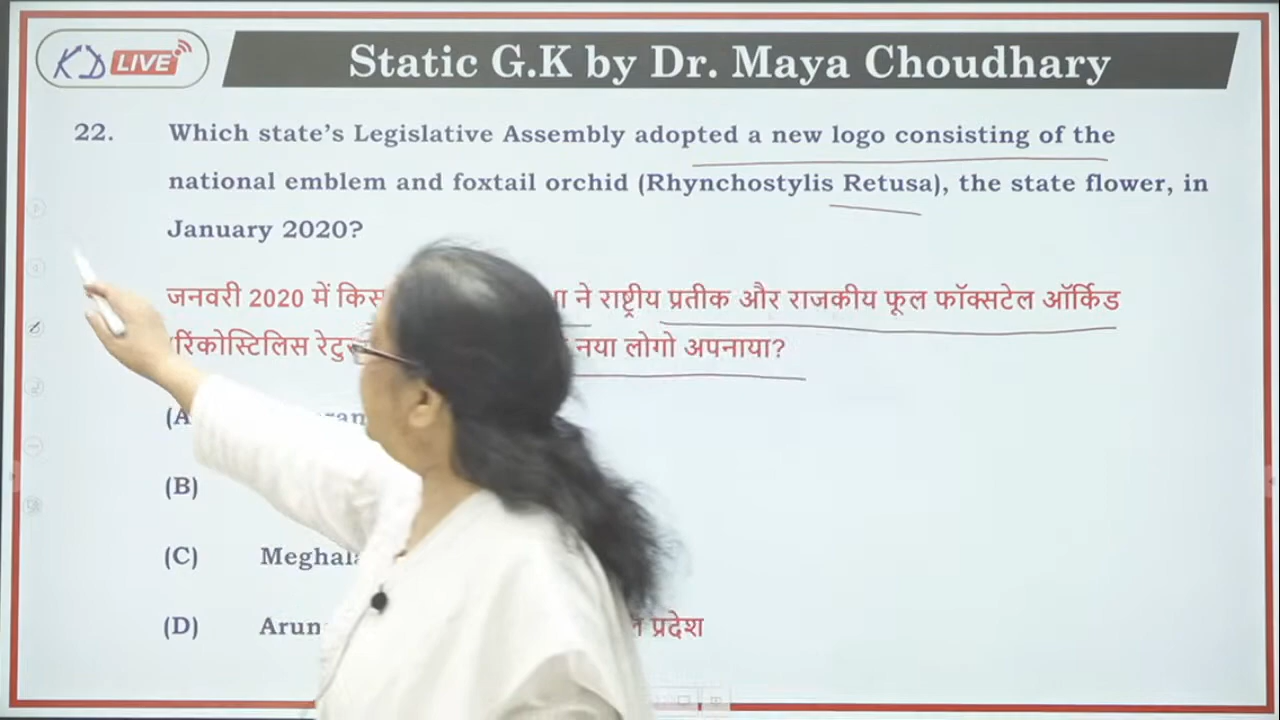 KD LIVE
Static G.K by Dr. Maya Choudhary
22. Which state's Legislative Assembly adopted a new logo consisting of the
national emblem and foxtail orchid (Rhynchostylis Retusa), the state flower, in
January 2020?
जनवरी 2020 में ने राष्ट्रीय प्रतीक और राजकीय फूल फॉक्सटेल ऑर्किड
नया लोगो अपनाया?
(A
(B)
(C)
(D) प्रदेश